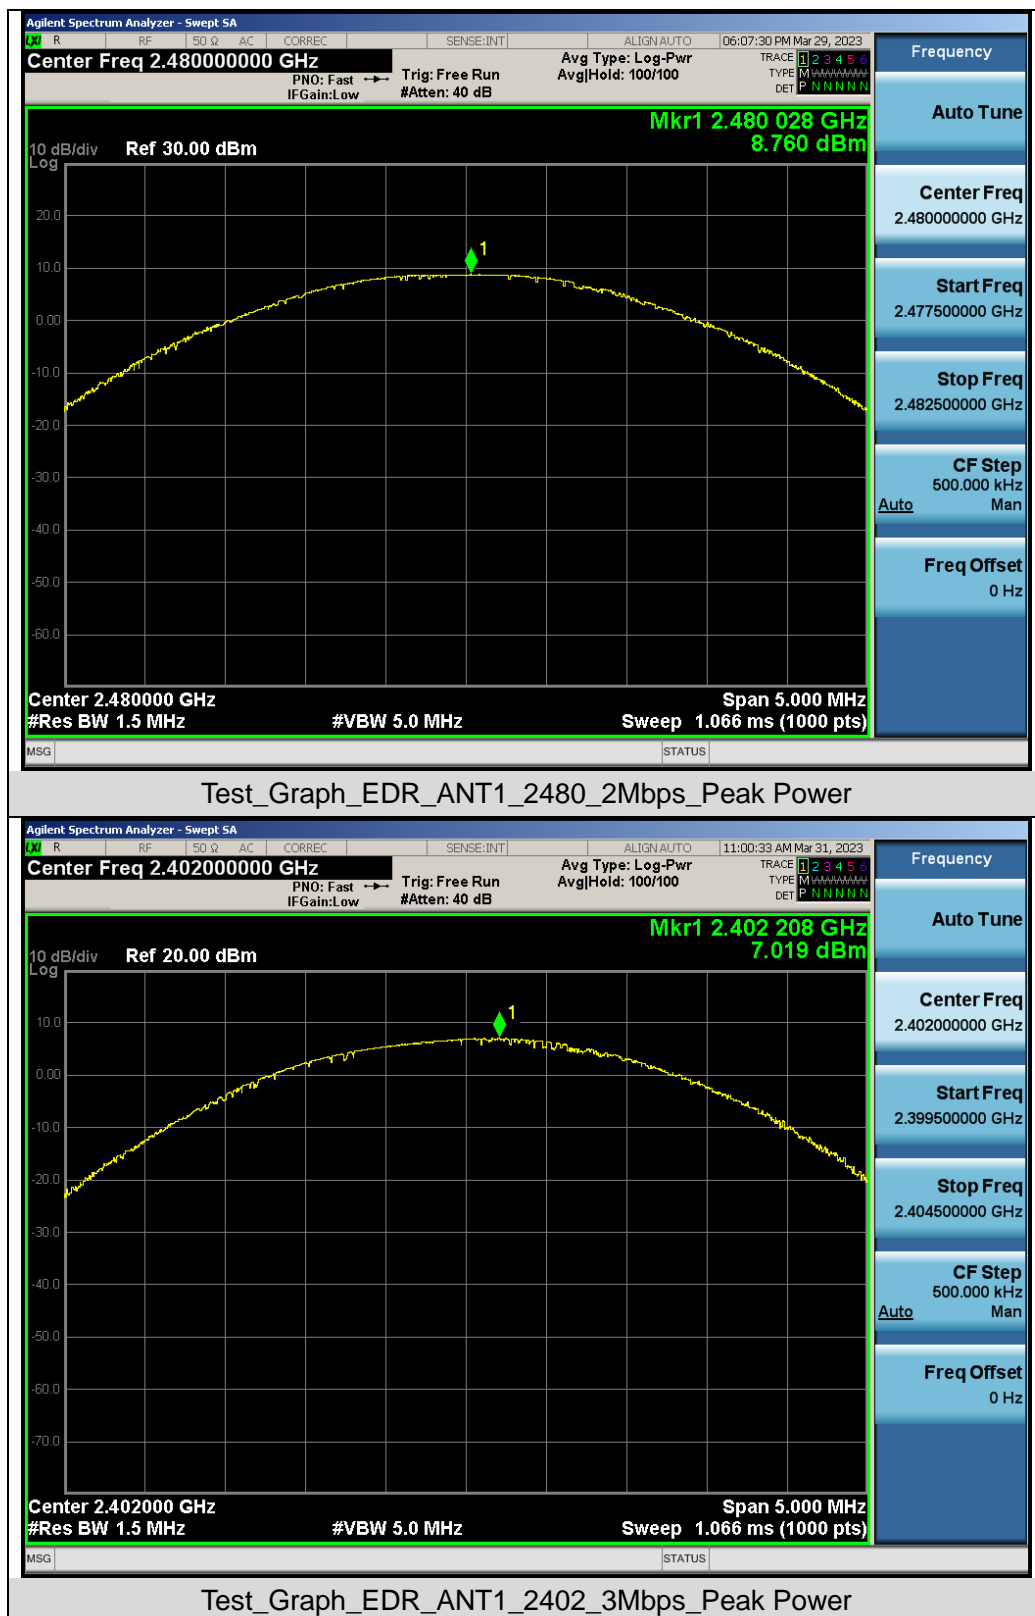 Agilent Spectrum Analyzer - Swept SA
LXI R RF 50 Ω AC CORREC SENSE:INT ALIGN AUTO 06:07:30 PM Mar 29, 2023
Center Freq 2.480000000 GHz
PNO: Fast
IFGain:Low
Trig: Free Run
#Atten: 40 dB
Avg Type: Log-Pwr
Avg|Hold: 100/100
TRACE 1 2 3 4 5 6
TYPE M
DET P N N N N N
Mkr1 2.480 028 GHz
8.760 dBm
10 dB/div Ref 30.00 dBm
Log
20.0
10.0
0.00
-10.0
-20.0
-30.0
-40.0
-50.0
-60.0
1
Center 2.480000 GHz Span 5.000 MHz
#Res BW 1.5 MHz #VBW 5.0 MHz Sweep 1.066 ms (1000 pts)
MSG STATUS
Frequency
Auto Tune
Center Freq
2.480000000 GHz
Start Freq
2.477500000 GHz
Stop Freq
2.482500000 GHz
CF Step
500.000 kHz
Auto Man
Freq Offset
0 Hz
Test_Graph_EDR_ANT1_2480_2Mbps_Peak Power
Agilent Spectrum Analyzer - Swept SA
LXI R RF 50 Ω AC CORREC SENSE:INT ALIGN AUTO 11:00:33 AM Mar 31, 2023
Center Freq 2.402000000 GHz
PNO: Fast
IFGain:Low
Trig: Free Run
#Atten: 40 dB
Avg Type: Log-Pwr
Avg|Hold: 100/100
TRACE 1 2 3 4 5 6
TYPE M
DET P N N N N N
Mkr1 2.402 208 GHz
7.019 dBm
10 dB/div Ref 20.00 dBm
Log
10.0
0.00
-10.0
-20.0
-30.0
-40.0
-50.0
-60.0
-70.0
1
Center 2.402000 GHz Span 5.000 MHz
#Res BW 1.5 MHz #VBW 5.0 MHz Sweep 1.066 ms (1000 pts)
MSG STATUS
Frequency
Auto Tune
Center Freq
2.402000000 GHz
Start Freq
2.399500000 GHz
Stop Freq
2.404500000 GHz
CF Step
500.000 kHz
Auto Man
Freq Offset
0 Hz
Test_Graph_EDR_ANT1_2402_3Mbps_Peak Power